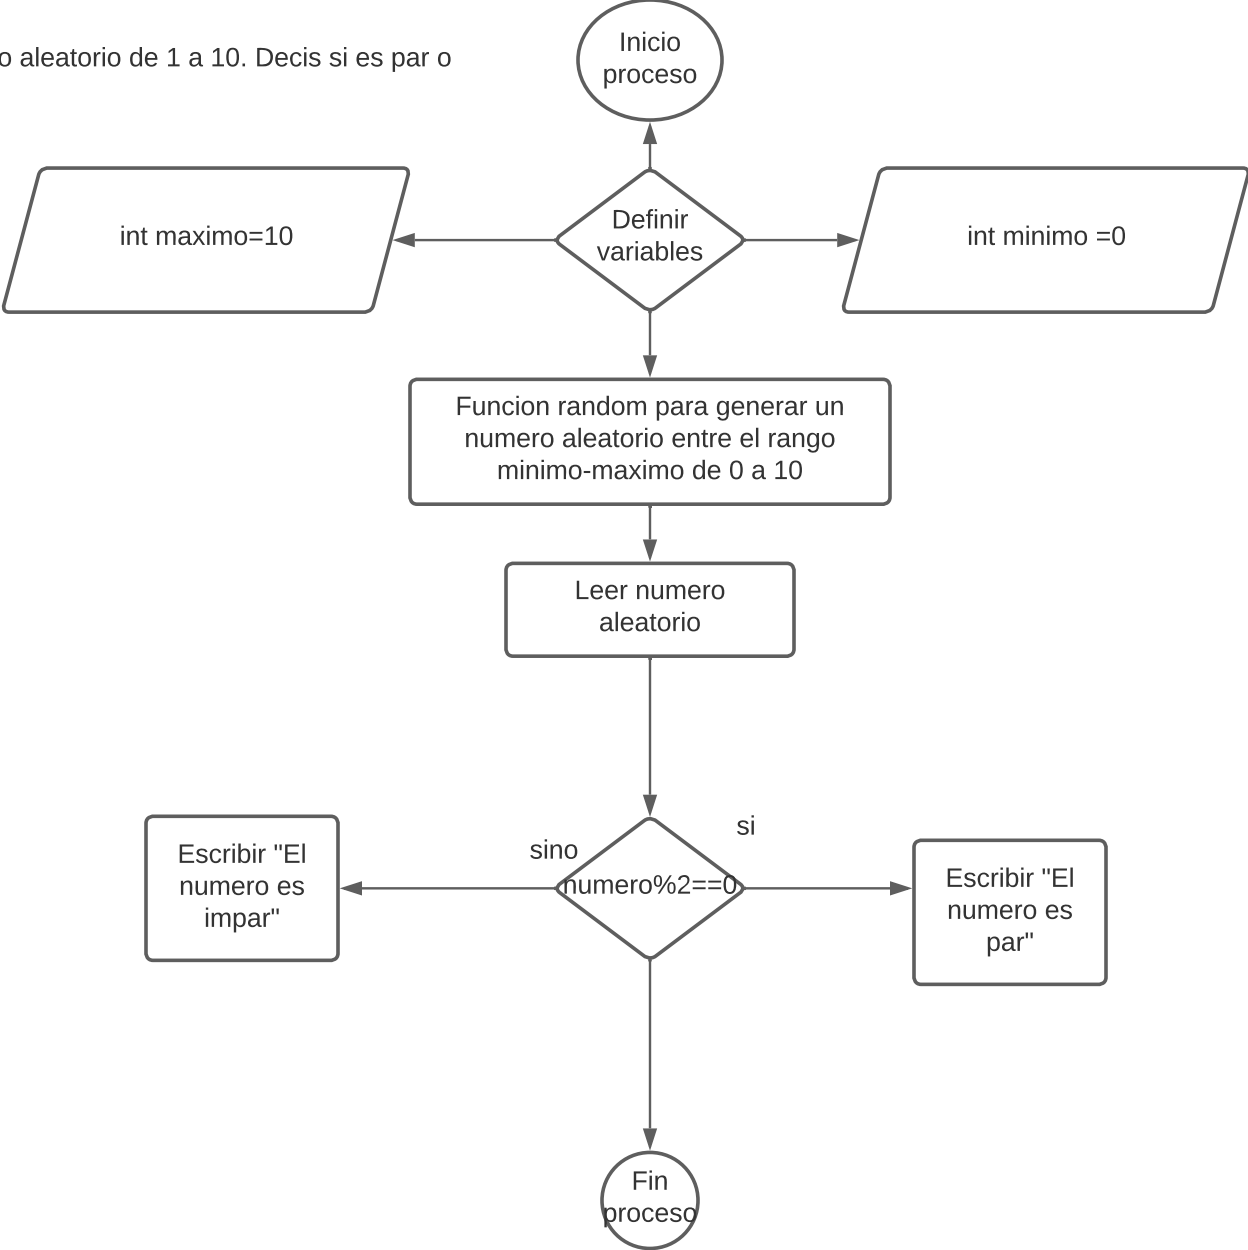 o aleatorio de 1 a 10. Decis si es par o
Inicio
proceso
int maximo=10
Definir
variables
int minimo =0
Funcion random para generar un
numero aleatorio entre el rango
minimo-maximo de 0 a 10
Leer numero
aleatorio
sino
si
Escribir "El
numero es
impar"
numero%2==0
Escribir "El
numero es
par"
Fin
proceso